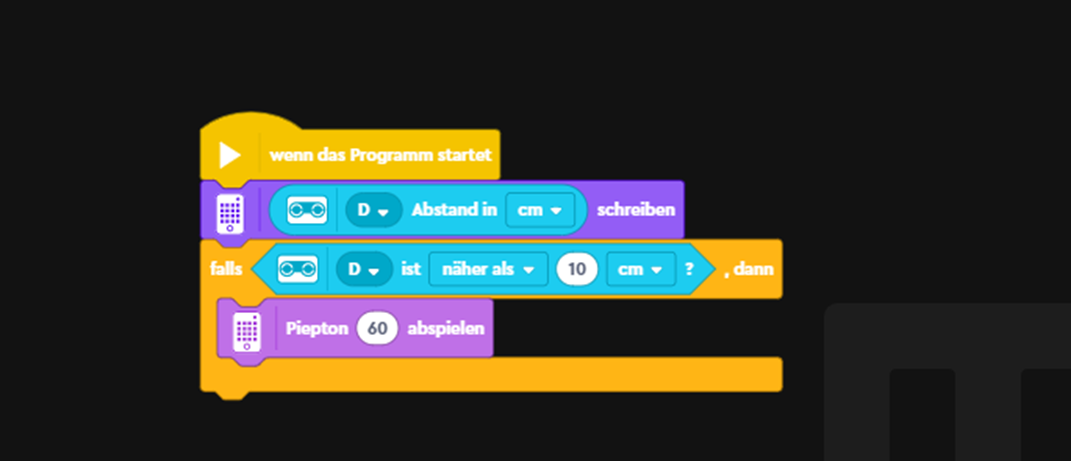 wenn das Programm startet
D Abstand in cm schreiben
falls D ist näher als 10 cm ? , dann
Piepton 60 abspielen